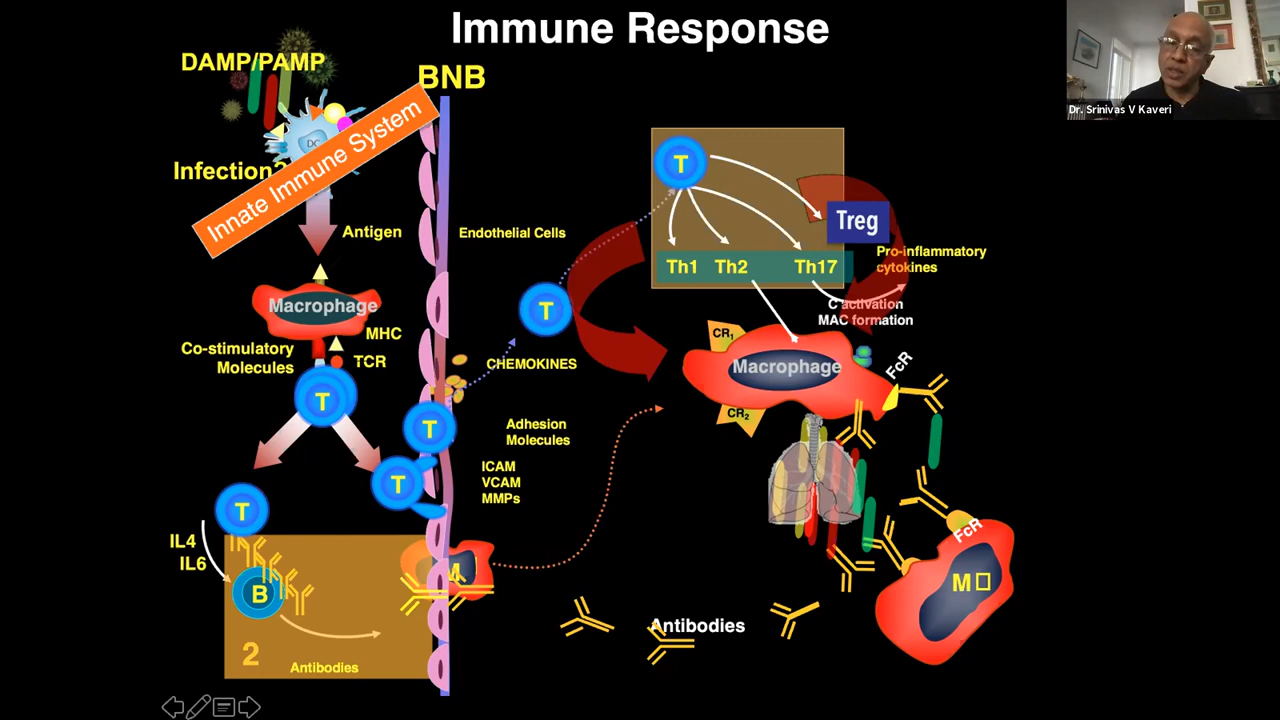 Immune Response
Dr. Srinivas V Kaveri
DAMP/PAMP
BNB
DC
Innate Immune System
Infection?
Antigen
Endothelial Cells
Macrophage
MHC
Co-stimulatory
Molecules
TCR
T
T
T
T
IL4
IL6
B
2
Antibodies
CHEMOKINES
Adhesion
Molecules
ICAM
VCAM
MMPs
M
T
T
Treg
Th1 Th2 Th17
Pro-inflammatory
cytokines
C activation
MAC formation
CR1
Macrophage
FcR
CR2
FcR
M□
Antibodies